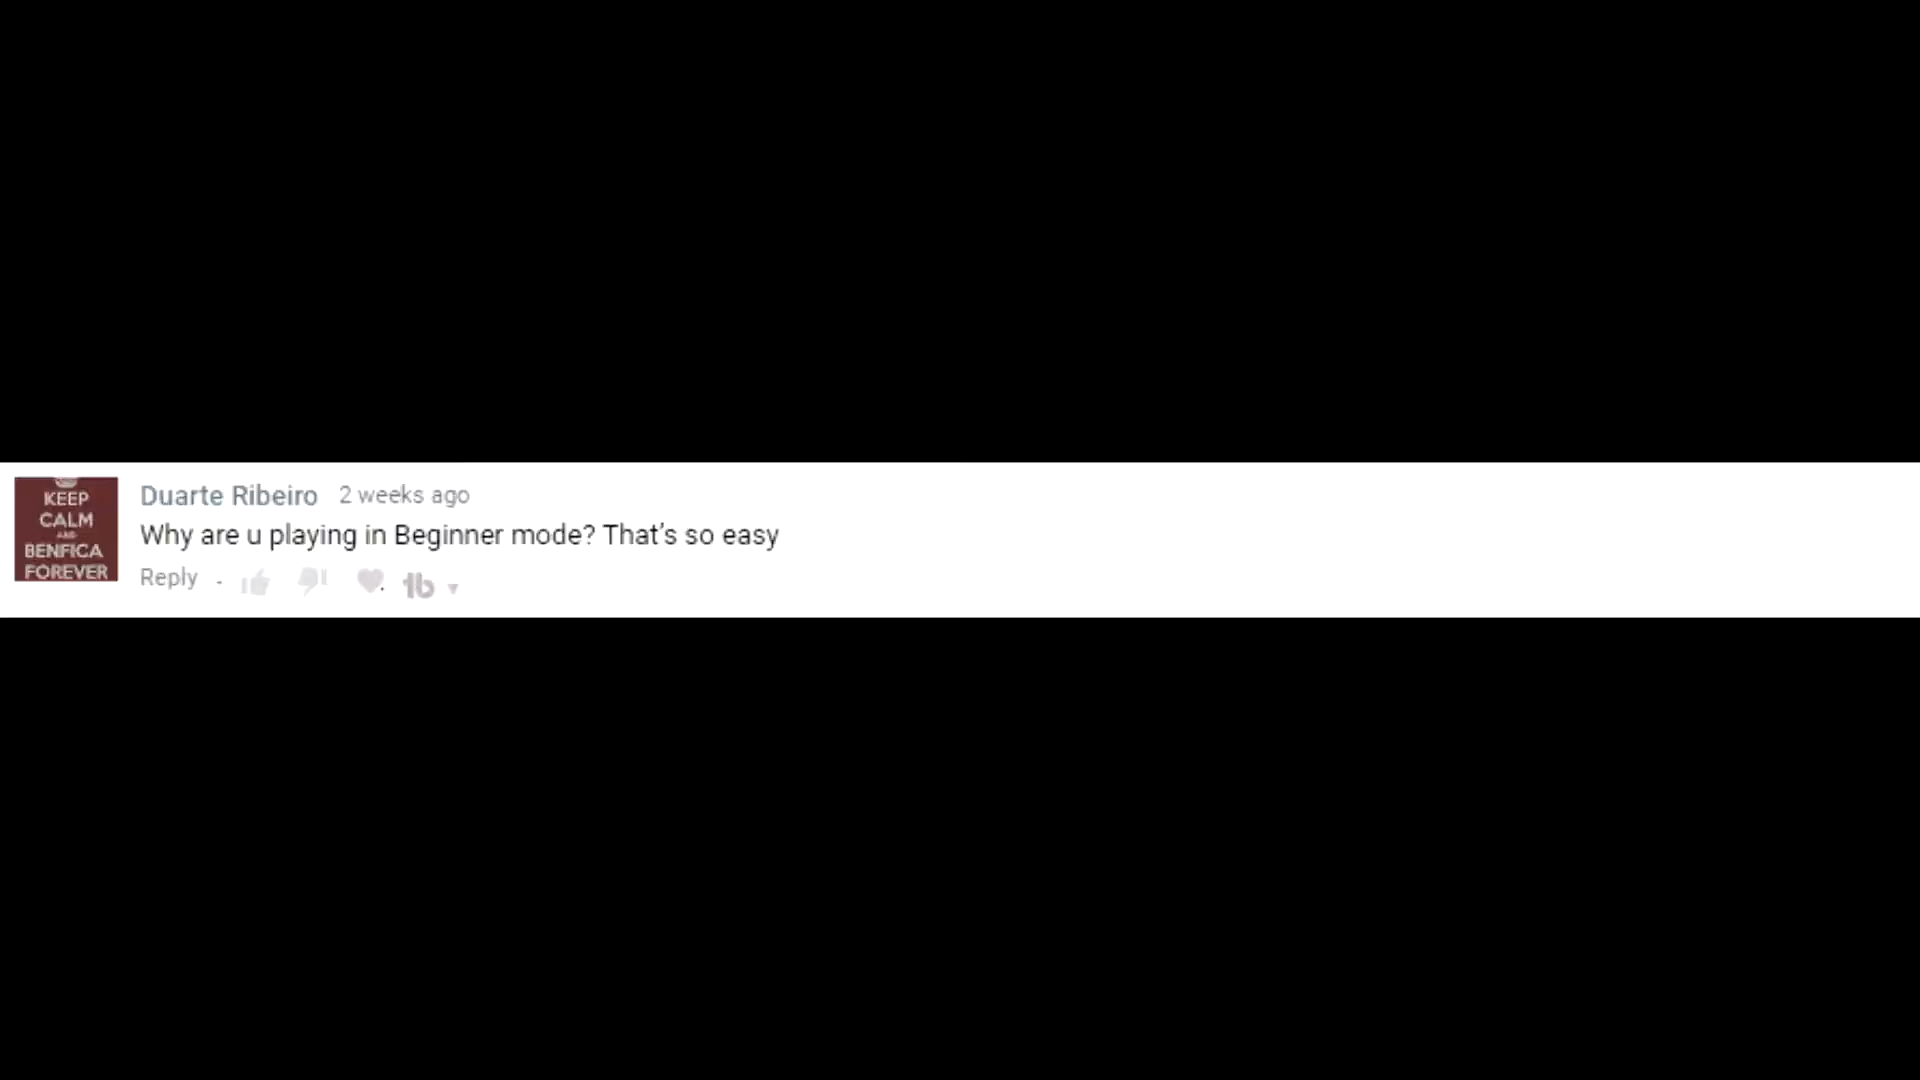 KEEP
CALM
AND
BENFICA
FOREVER
Duarte Ribeiro 2 weeks ago
Why are u playing in Beginner mode? That's so easy
Reply